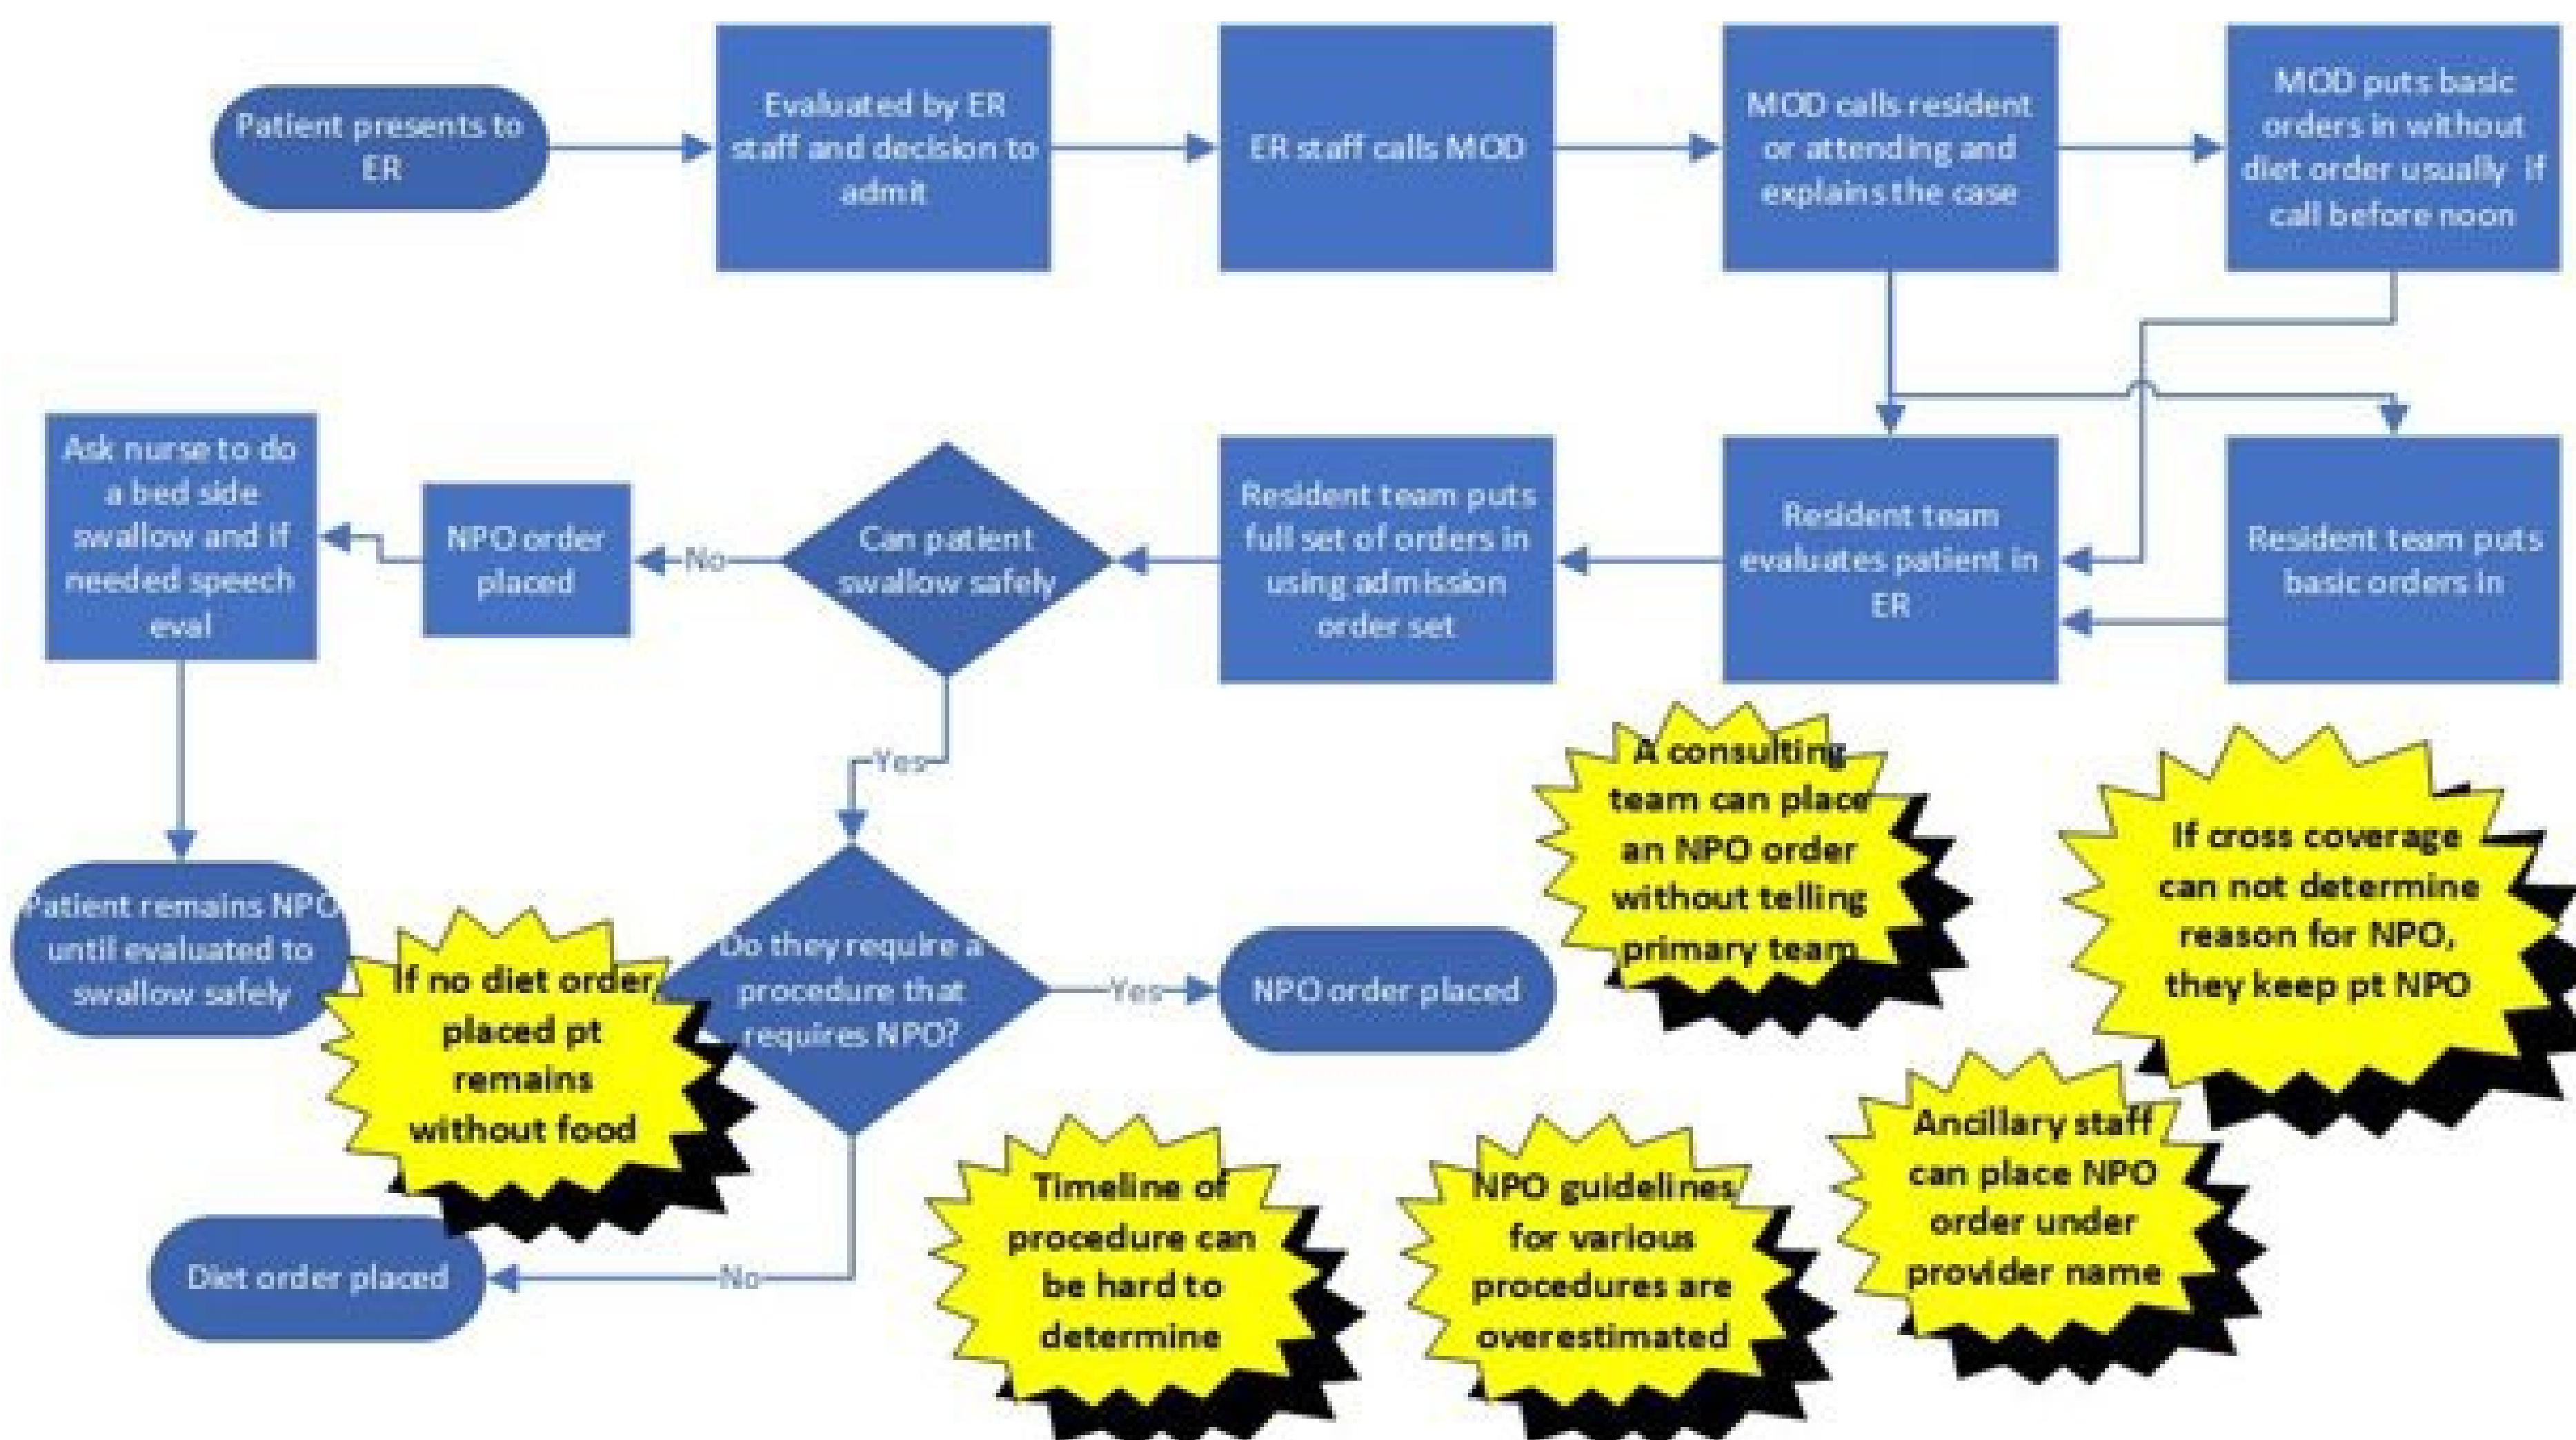 Patient presents to
ER
Evaluated by ER
staff and decision to
admit
ER staff calls MOD
MOD calls resident
or attending and
explains the case
MOD puts basic
orders in without
diet order usually if
call before noon
Ask nurse to do
a bed side
swallow and if
needed speech
eval
NPO order
placed
No
Can patient
swallow safely
Resident team puts
full set of orders in
using admission
order set
Resident team
evaluates patient in
ER
Resident team puts
basic orders in
Yes
Patient remains NPO
until evaluated to
swallow safely
If no diet order
placed pt
remains
without food
Do they require a
procedure that
requires NPO?
Yes
NPO order placed
A consulting
team can place
an NPO order
without telling
primary team
If cross coverage
can not determine
reason for NPO,
they keep pt NPO
Diet order placed
No
Timeline of
procedure can
be hard to
determine
NPO guidelines
for various
procedures are
overestimated
Ancillary staff
can place NPO
order under
provider name